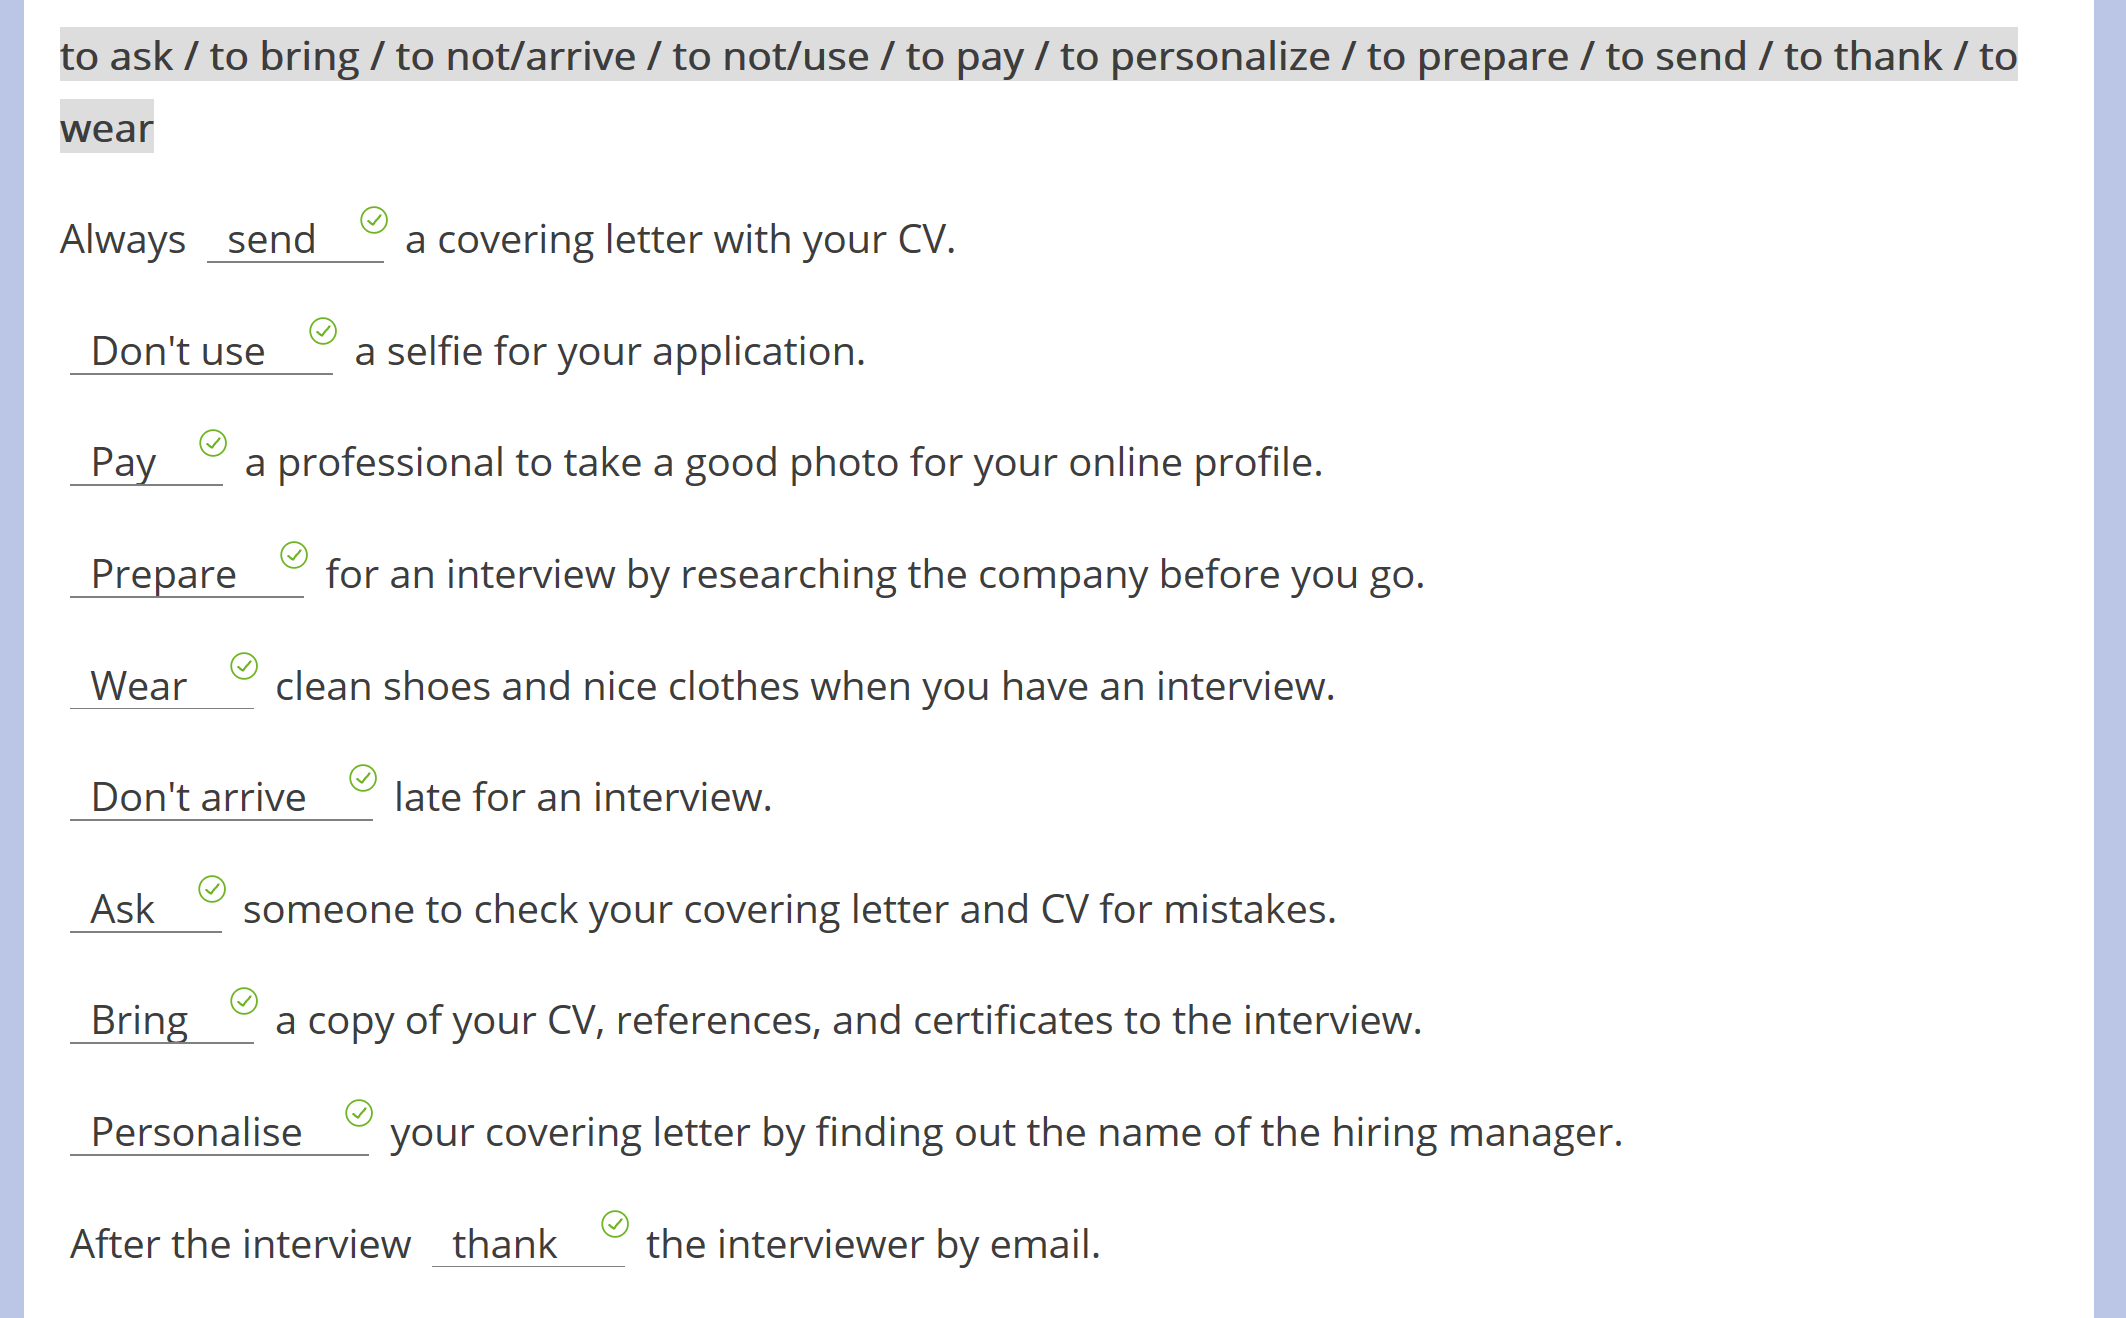 to ask / to bring / to not/arrive / to not/use / to pay / to personalize / to prepare / to send / to thank / to
wear
Always send a covering letter with your CV.
Don't use a selfie for your application.
Pay a professional to take a good photo for your online profile.
Prepare for an interview by researching the company before you go.
Wear clean shoes and nice clothes when you have an interview.
Don't arrive late for an interview.
Ask someone to check your covering letter and CV for mistakes.
Bring a copy of your CV, references, and certificates to the interview.
Personalise your covering letter by finding out the name of the hiring manager.
After the interview thank the interviewer by email.